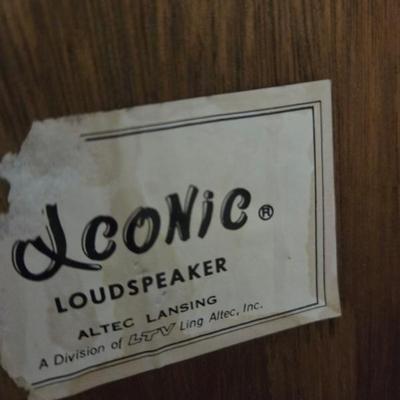 Iconic®
LOUDSPEAKER
ALTEC LANSING
A Division of LTV Ling Altec, Inc.